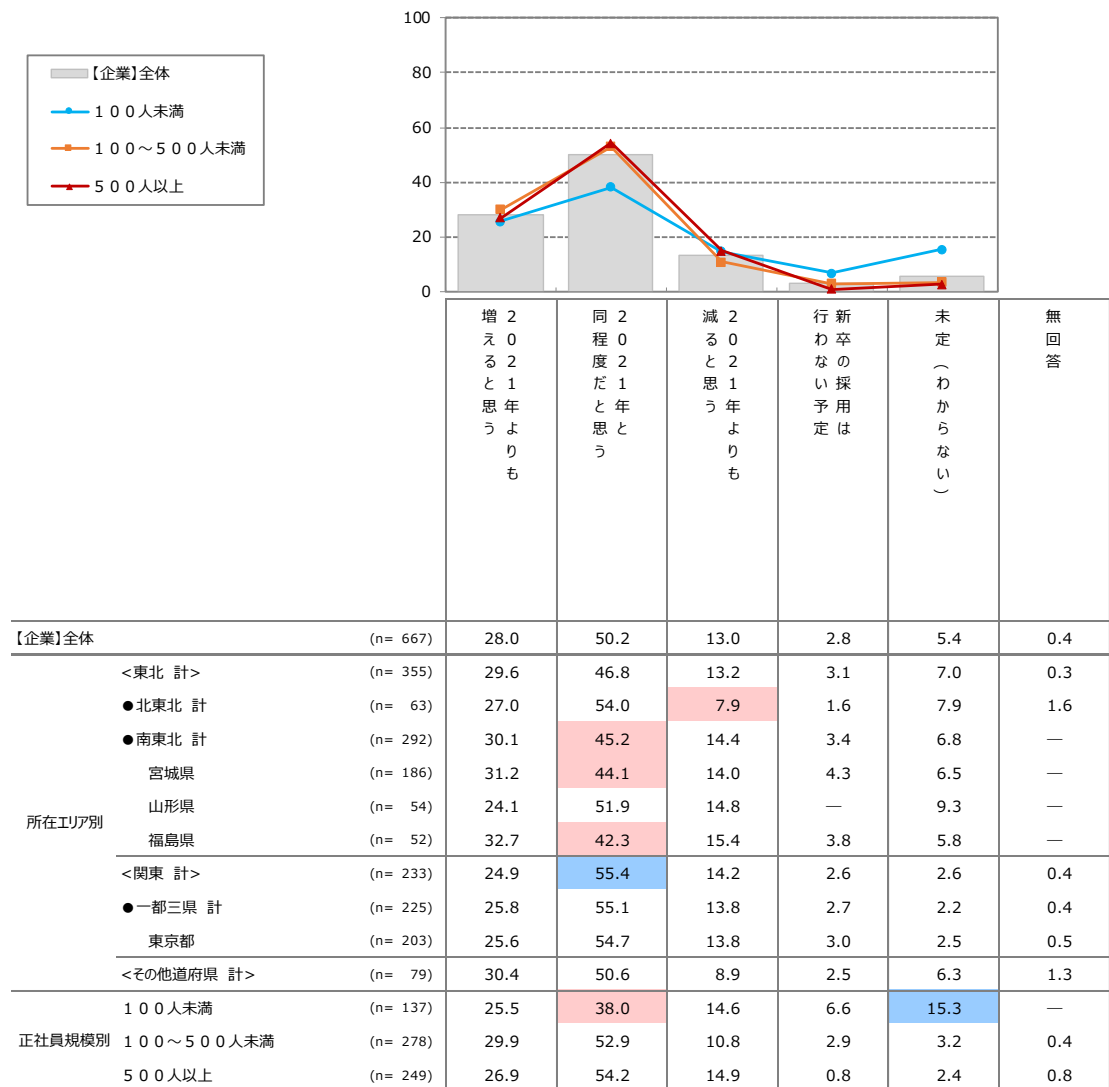 100
80
60
40
20
0
【企業】全体
１００人未満
１００～５００人未満
５００人以上
２０２１年よりも
増えると思う
２０２１年と
同程度だと思う
２０２１年よりも
減ると思う
新卒の採用は
行わない予定
未定（わからない）
無回答
【企業】全体 (n= 667) 28.0 50.2 13.0 2.8 5.4 0.4
所在エリア別
<東北 計> (n= 355) 29.6 46.8 13.2 3.1 7.0 0.3
●北東北 計 (n= 63) 27.0 54.0 7.9 1.6 7.9 1.6
●南東北 計 (n= 292) 30.1 45.2 14.4 3.4 6.8 ―
宮城県 (n= 186) 31.2 44.1 14.0 4.3 6.5 ―
山形県 (n= 54) 24.1 51.9 14.8 ― 9.3 ―
福島県 (n= 52) 32.7 42.3 15.4 3.8 5.8 ―
<関東 計> (n= 233) 24.9 55.4 14.2 2.6 2.6 0.4
●一都三県 計 (n= 225) 25.8 55.1 13.8 2.7 2.2 0.4
東京都 (n= 203) 25.6 54.7 13.8 3.0 2.5 0.5
<その他道府県 計> (n= 79) 30.4 50.6 8.9 2.5 6.3 1.3
正社員規模別
１００人未満 (n= 137) 25.5 38.0 14.6 6.6 15.3 ―
１００～５００人未満 (n= 278) 29.9 52.9 10.8 2.9 3.2 0.4
５００人以上 (n= 249) 26.9 54.2 14.9 0.8 2.4 0.8